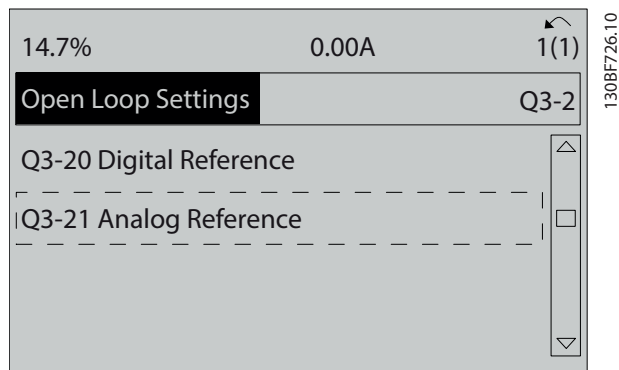 14.7% 0.00A 1(1)
Open Loop Settings Q3-2
Q3-20 Digital Reference
Q3-21 Analog Reference
130BF726.10